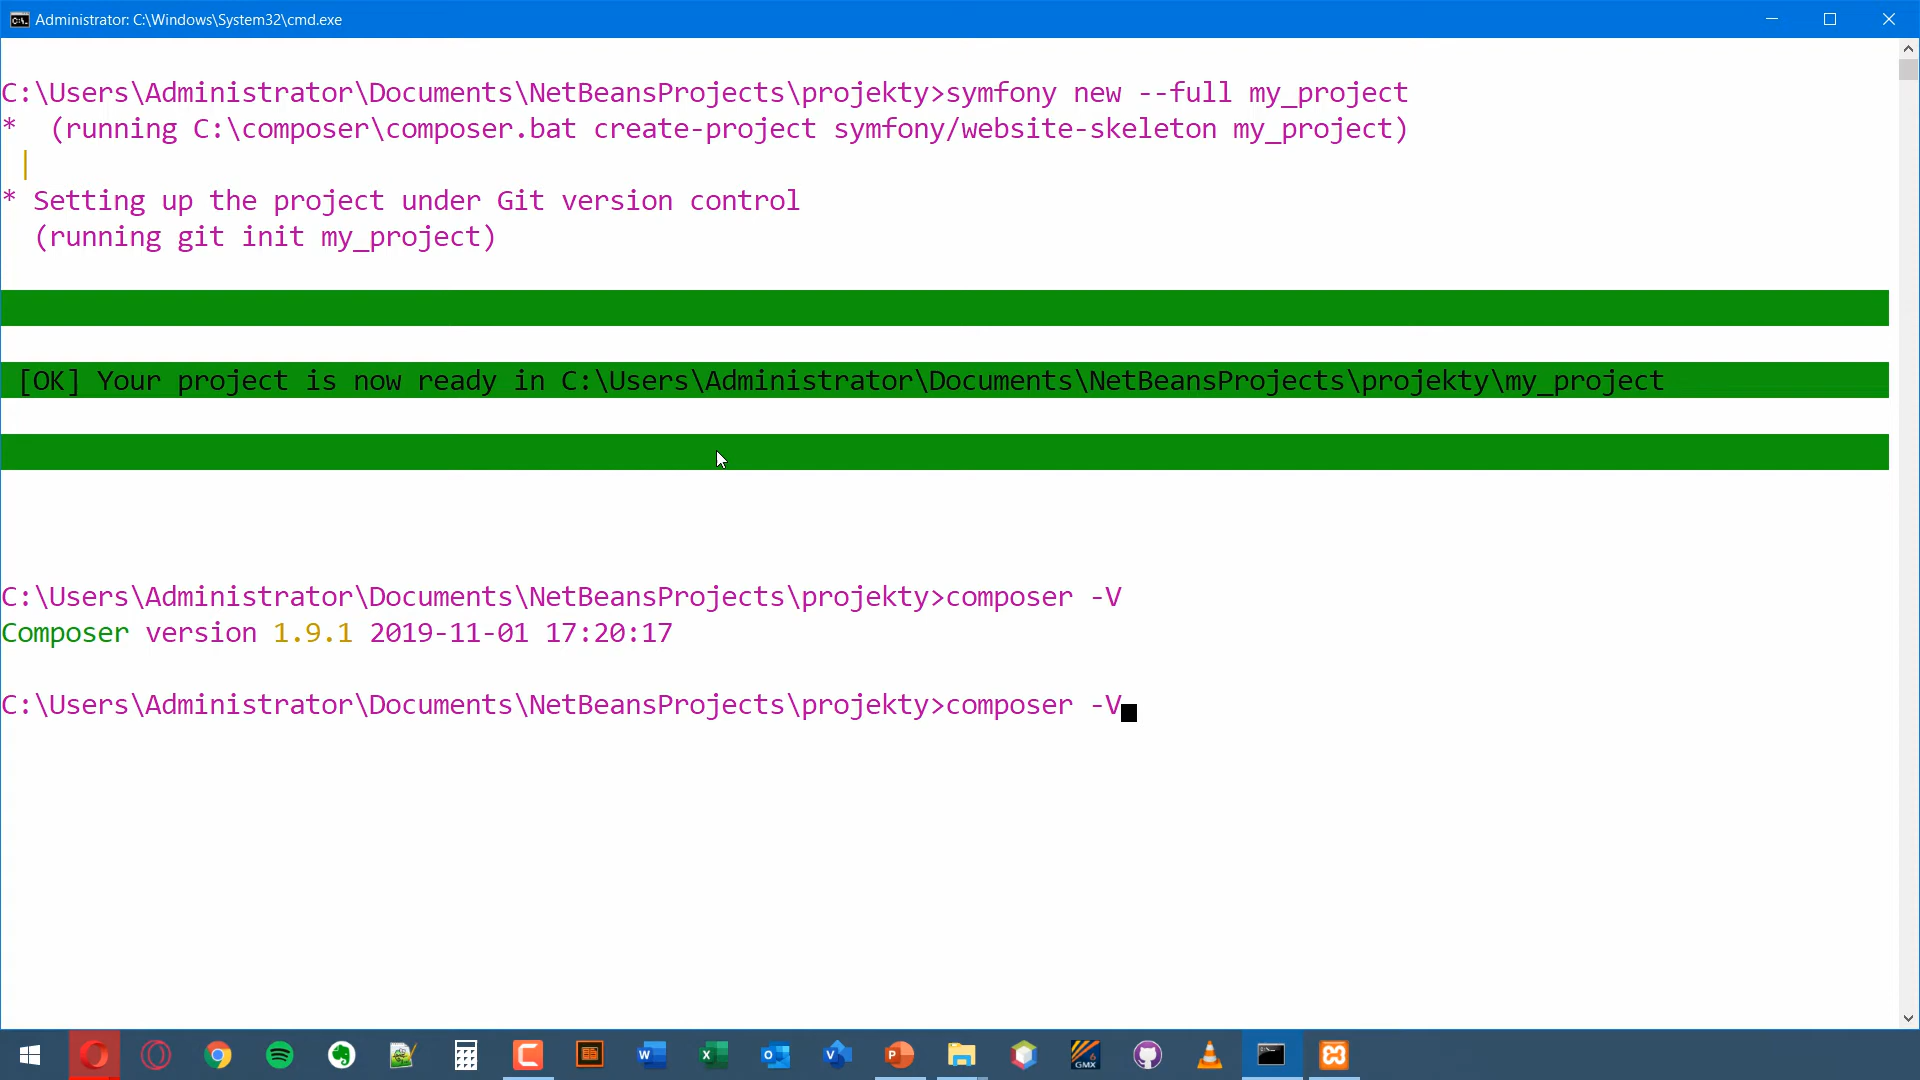 Administrator: C:\Windows\System32\cmd.exe
C:\Users\Administrator\Documents\NetBeansProjects\projekty>symfony new --full my_project
*  (running C:\composer\composer.bat create-project symfony/website-skeleton my_project)
|
* Setting up the project under Git version control
(running git init my_project)
[OK] Your project is now ready in C:\Users\Administrator\Documents\NetBeansProjects\projekty\my_project
C:\Users\Administrator\Documents\NetBeansProjects\projekty>composer -V
Composer version 1.9.1 2019-11-01 17:20:17
C:\Users\Administrator\Documents\NetBeansProjects\projekty>composer -V